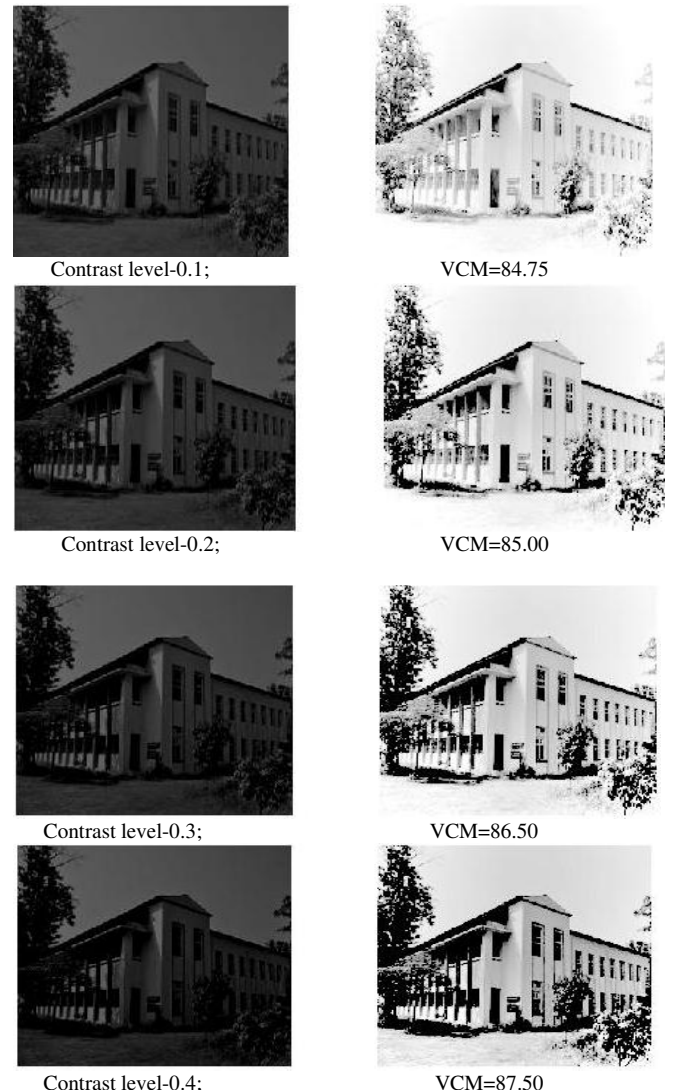 Contrast level-0.1; VCM=84.75
Contrast level-0.2; VCM=85.00
Contrast level-0.3; VCM=86.50
Contrast level-0.4; VCM=87.50